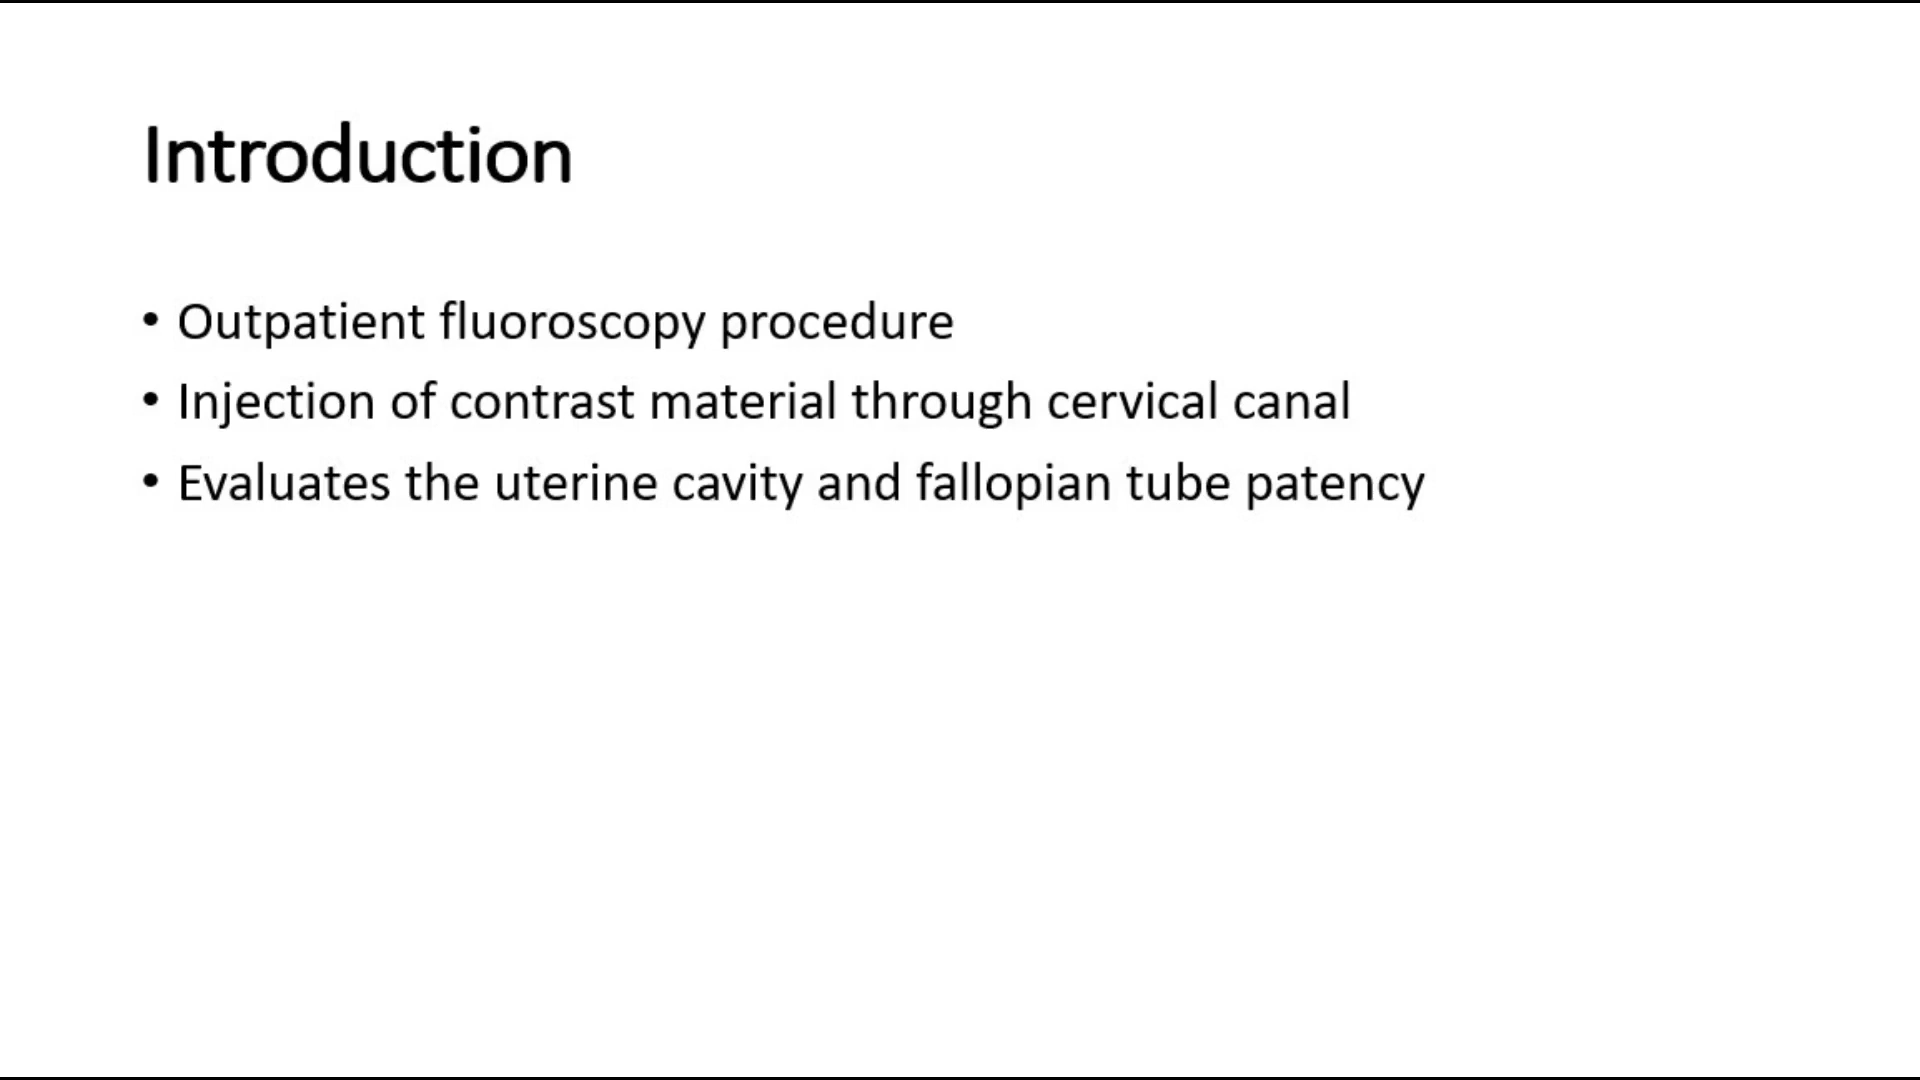 Introduction
• Outpatient fluoroscopy procedure
• Injection of contrast material through cervical canal
• Evaluates the uterine cavity and fallopian tube patency